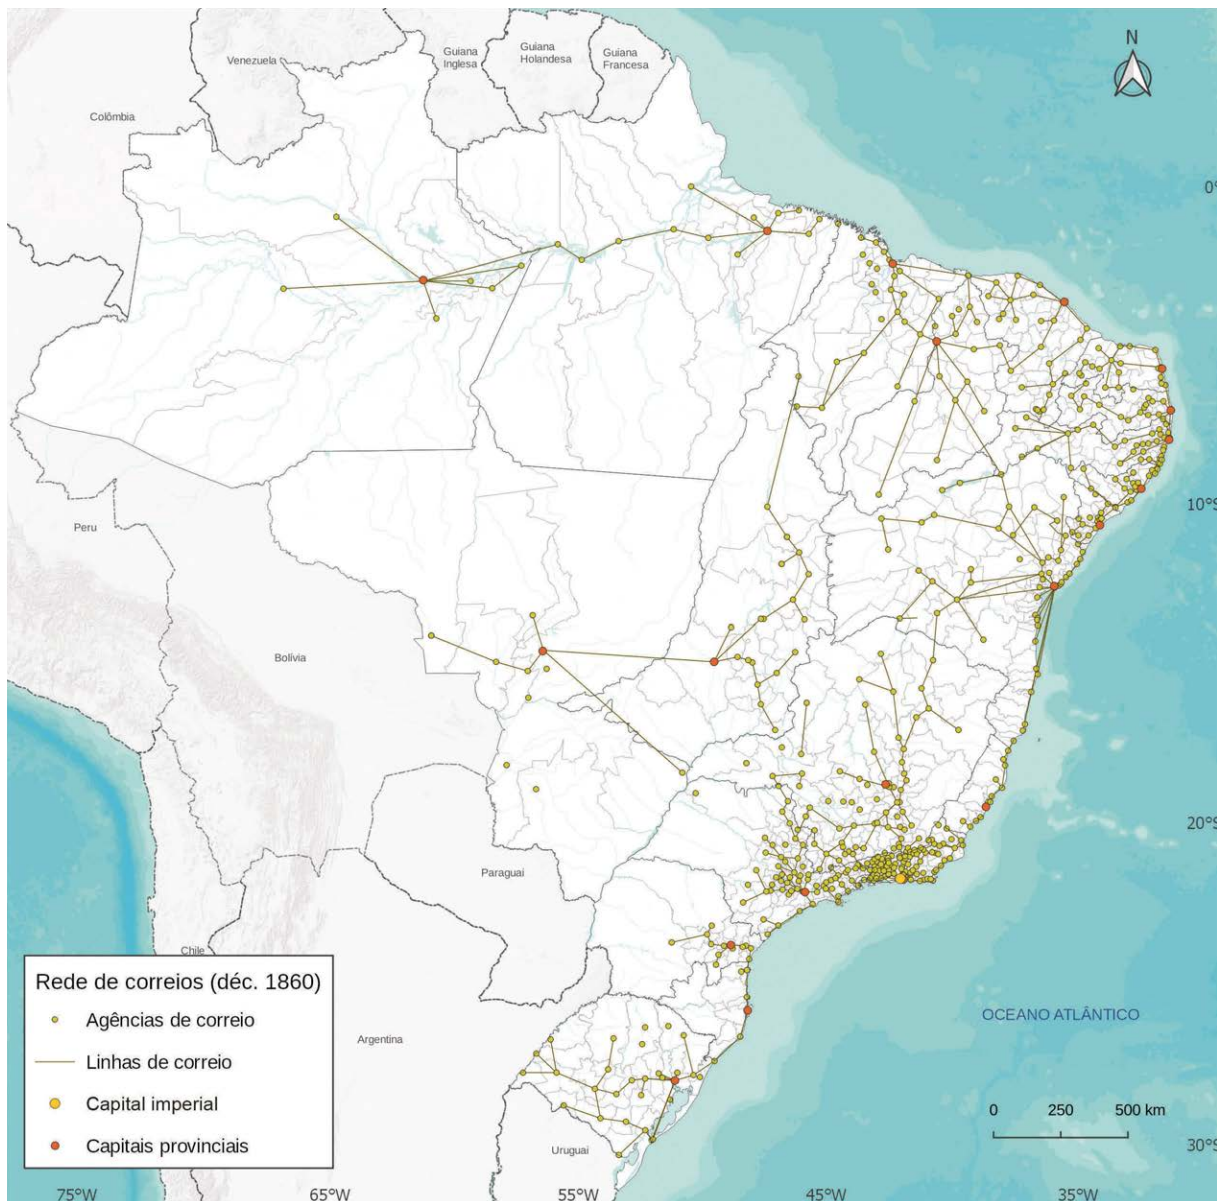 N
Venezuela
Guiana
Inglesa
Guiana
Holandesa
Guiana
Francesa
Colômbia
0°
Peru
10°S
Bolívia
20°S
Paraguai
Chile
Rede de correios (déc. 1860)
Agências de correio
Linhas de correio
Capital imperial
Capitais provinciais
Argentina
OCEANO ATLÂNTICO
0 250 500 km
Uruguai
30°S
75°W 65°W 55°W 45°W 35°W